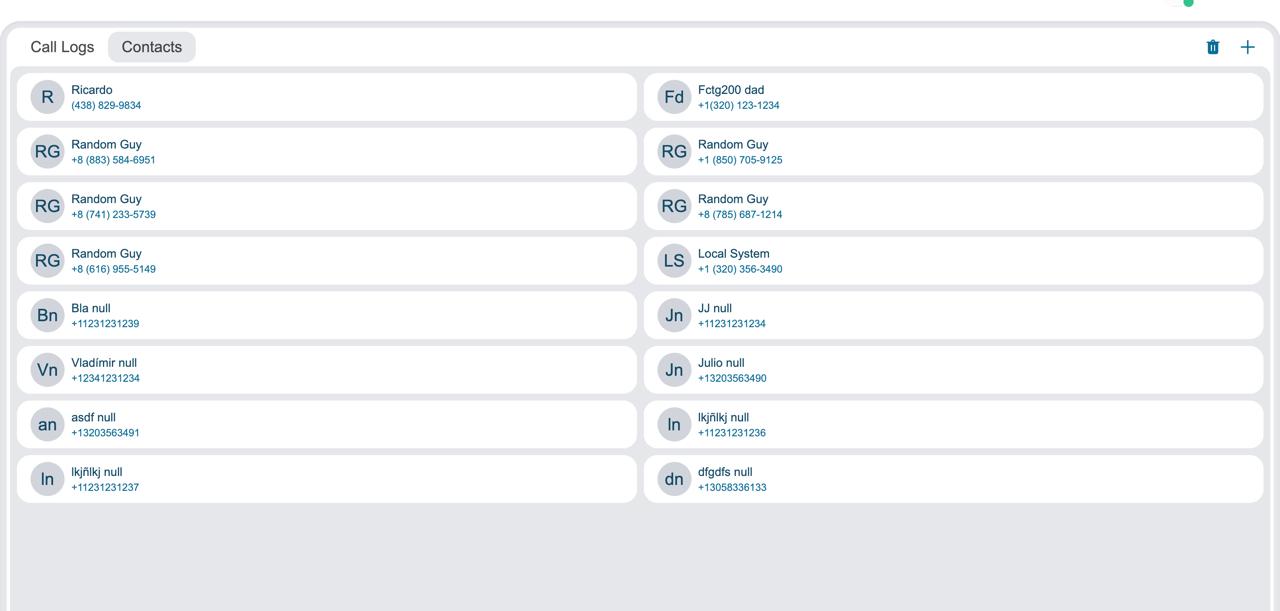 Call Logs
Contacts
R
Ricardo
(438) 829-9834
Fd
Fctg200 dad
+1(320) 123-1234
RG
Random Guy
+8 (883) 584-6951
RG
Random Guy
+1 (850) 705-9125
RG
Random Guy
+8 (741) 233-5739
RG
Random Guy
+8 (785) 687-1214
RG
Random Guy
+8 (616) 955-5149
LS
Local System
+1 (320) 356-3490
Bn
Bla null
+11231231239
Jn
JJ null
+11231231234
Vn
Vladímir null
+12341231234
Jn
Julio null
+13203563490
an
asdf null
+13203563491
ln
lkjñlkj null
+11231231236
ln
lkjñlkj null
+11231231237
dn
dfgdfs null
+13058336133